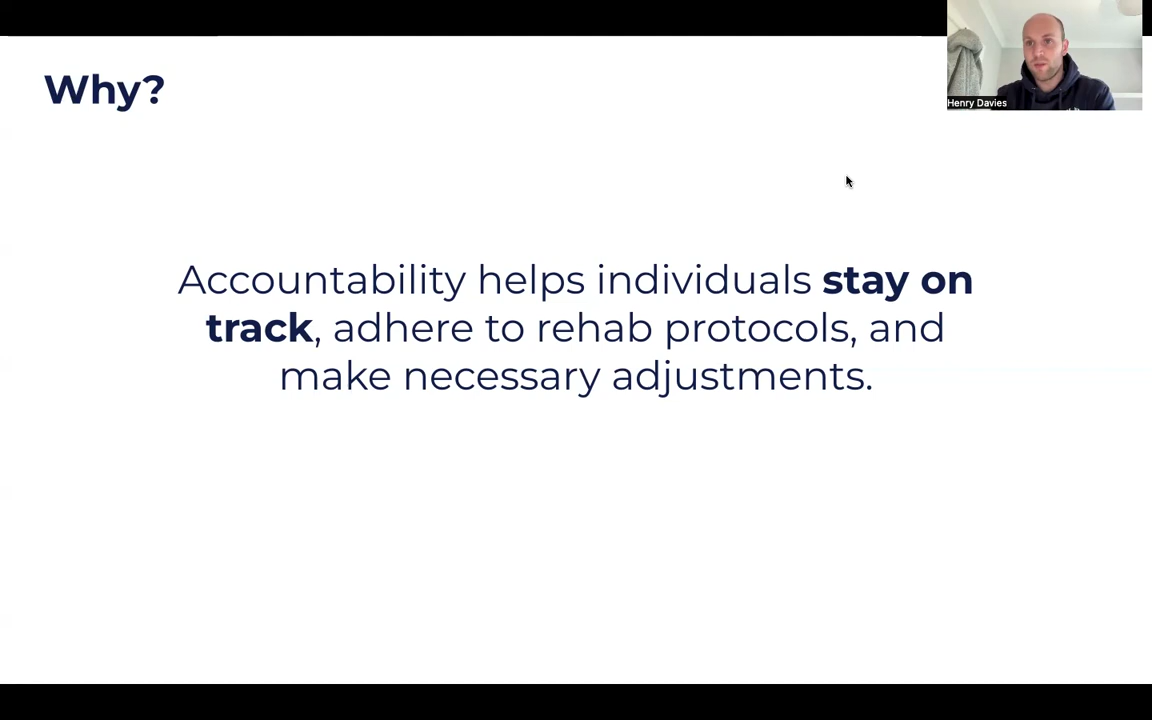 Why?
Henry Davies
Accountability helps individuals stay on
track, adhere to rehab protocols, and
make necessary adjustments.